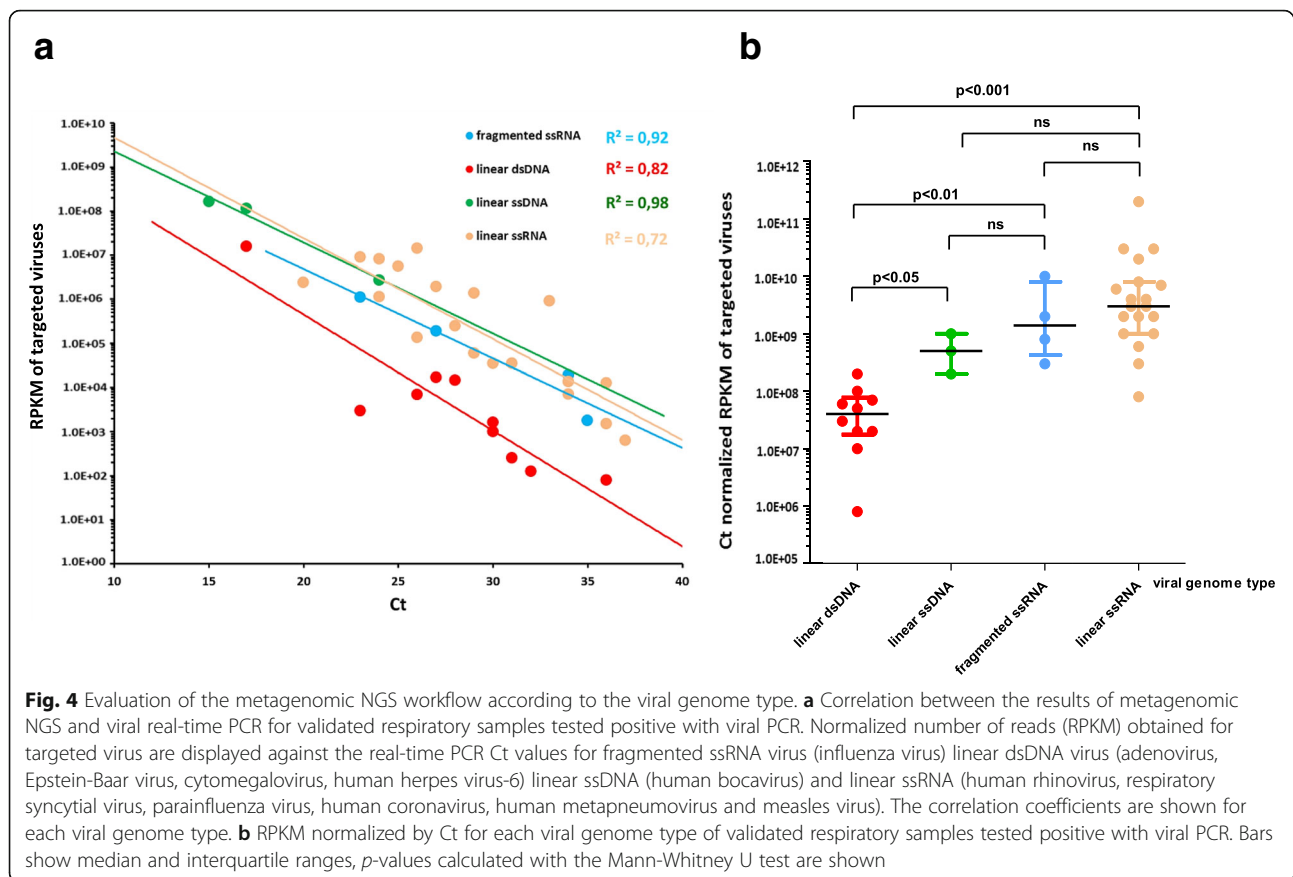 a
1.0E+10
1.0E+09
1.0E+08
1.0E+07
1.0E+06
1.0E+05
1.0E+04
1.0E+03
1.0E+02
1.0E+01
1.0E+00
RPKM of targeted viruses
10
15
20
25
30
35
40
Ct
fragmented ssRNA R² = 0,92
linear dsDNA R² = 0,82
linear ssDNA R² = 0,98
linear ssRNA R² = 0,72
b
p<0.001
ns
ns
p<0.01
ns
p<0.05
1.0E+12
1.0E+11
1.0E+10
1.0E+09
1.0E+08
1.0E+07
1.0E+06
1.0E+05
Ct normalized RPKM of targeted viruses
linear dsDNA
linear ssDNA
fragmented ssRNA
linear ssRNA
viral genome type
Fig. 4 Evaluation of the metagenomic NGS workflow according to the viral genome type. a Correlation between the results of metagenomic
NGS and viral real-time PCR for validated respiratory samples tested positive with viral PCR. Normalized number of reads (RPKM) obtained for
targeted virus are displayed against the real-time PCR Ct values for fragmented ssRNA virus (influenza virus) linear dsDNA virus (adenovirus,
Epstein-Baar virus, cytomegalovirus, human herpes virus-6) linear ssDNA (human bocavirus) and linear ssRNA (human rhinovirus, respiratory
syncytial virus, parainfluenza virus, human coronavirus, human metapneumovirus and measles virus). The correlation coefficients are shown for
each viral genome type. b RPKM normalized by Ct for each viral genome type of validated respiratory samples tested positive with viral PCR. Bars
show median and interquartile ranges, p-values calculated with the Mann-Whitney U test are shown